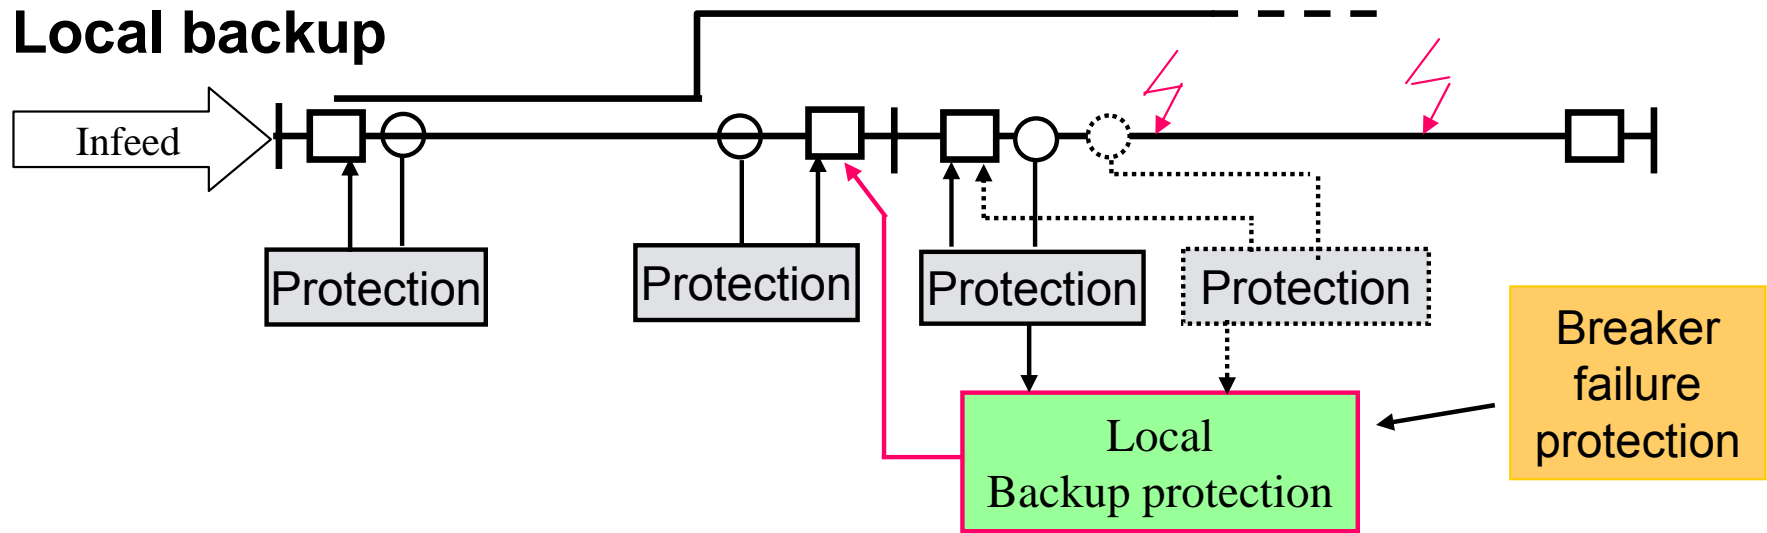 Local backup
Infeed
Protection
Protection
Protection
Protection
Breaker
failure
protection
Local
Backup protection